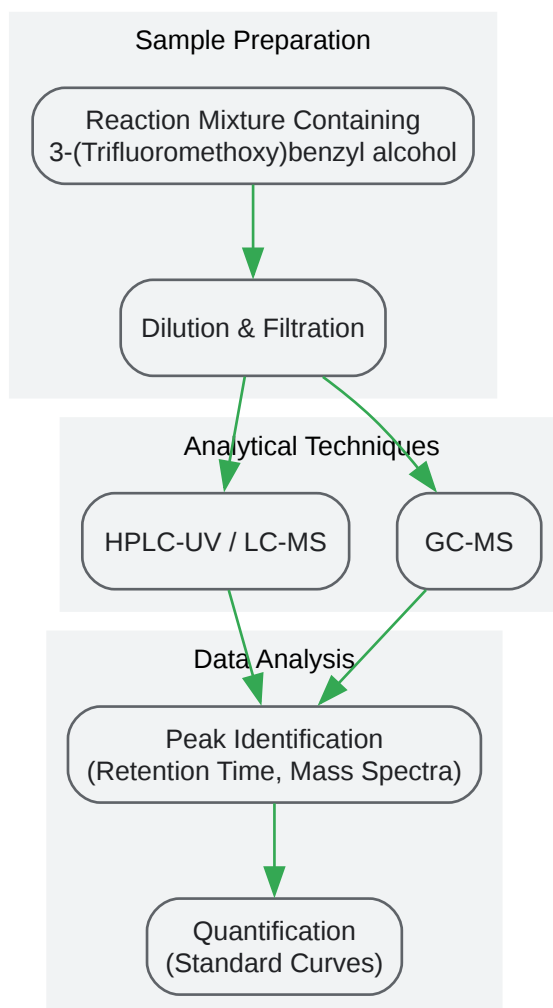 Sample Preparation
Reaction Mixture Containing
3-(Trifluoromethoxy)benzyl alcohol
Dilution & Filtration
Analytical Techniques
HPLC-UV / LC-MS
GC-MS
Data Analysis
Peak Identification
(Retention Time, Mass Spectra)
Quantification
(Standard Curves)